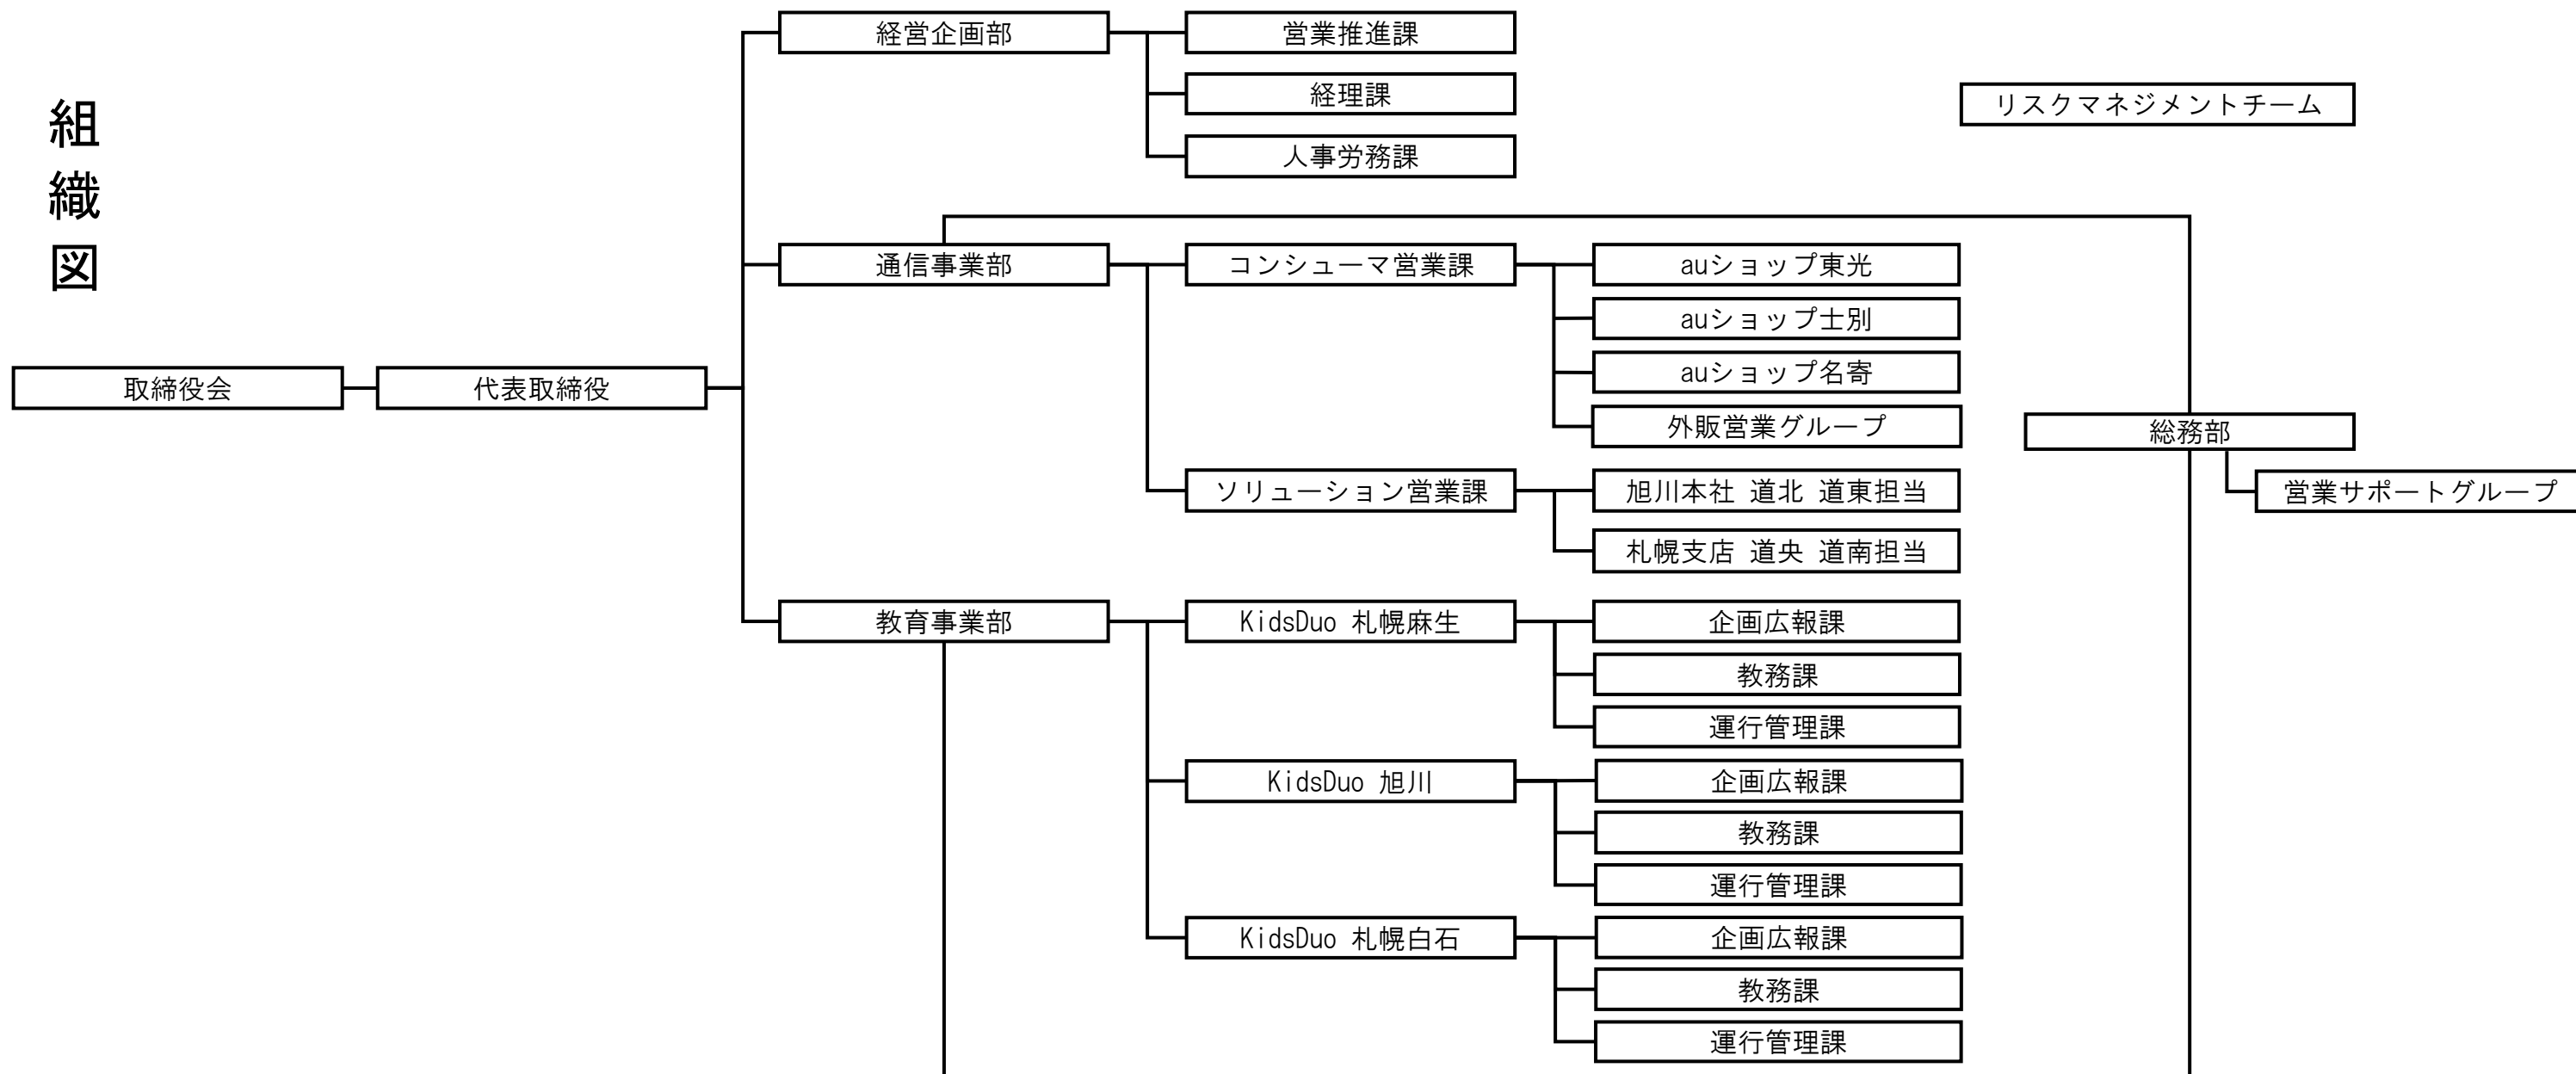 組織図
経営企画部
営業推進課
経理課
人事労務課
リスクマネジメントチーム
通信事業部
コンシューマ営業課
auショップ東光
auショップ士別
auショップ名寄
外販営業グループ
取締役会
代表取締役
総務部
営業サポートグループ
ソリューション営業課
旭川本社 道北 道東担当
札幌支店 道央 道南担当
教育事業部
KidsDuo 札幌麻生
企画広報課
教務課
運行管理課
KidsDuo 旭川
企画広報課
教務課
運行管理課
KidsDuo 札幌白石
企画広報課
教務課
運行管理課